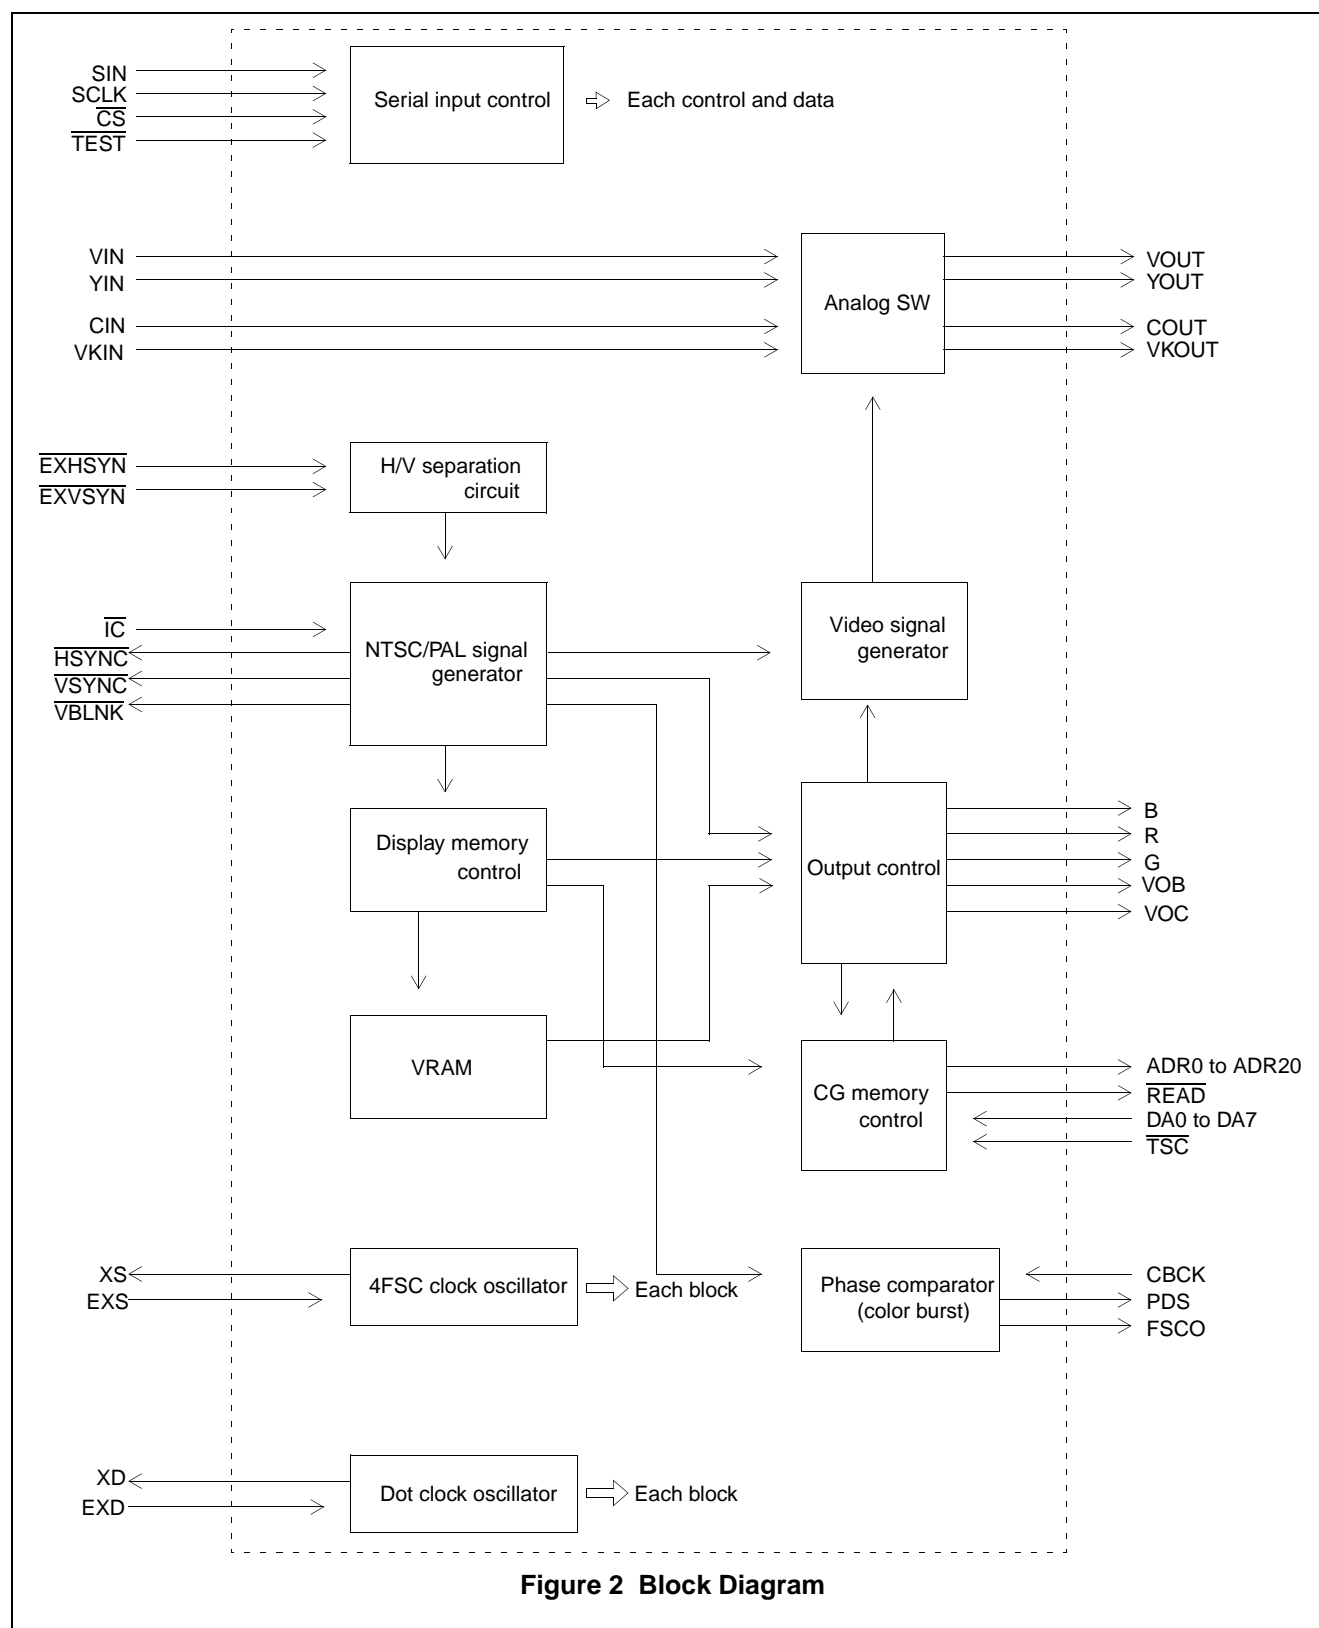 SIN
SCLK
CS
TEST
Serial input control
Each control and data
VIN
YIN
CIN
VKIN
Analog SW
VOUT
YOUT
COUT
VKOUT
EXHSYN
EXVSYN
H/V separation
circuit
IC
HSYNC
VSYNC
VBLNK
NTSC/PAL signal
generator
Video signal
generator
Display memory
control
Output control
B
R
G
VOB
VOC
VRAM
CG memory
control
ADR0 to ADR20
READ
DA0 to DA7
TSC
XS
EXS
4FSC clock oscillator
Each block
Phase comparator
(color burst)
CBCK
PDS
FSCO
XD
EXD
Dot clock oscillator
Each block
Figure 2 Block Diagram